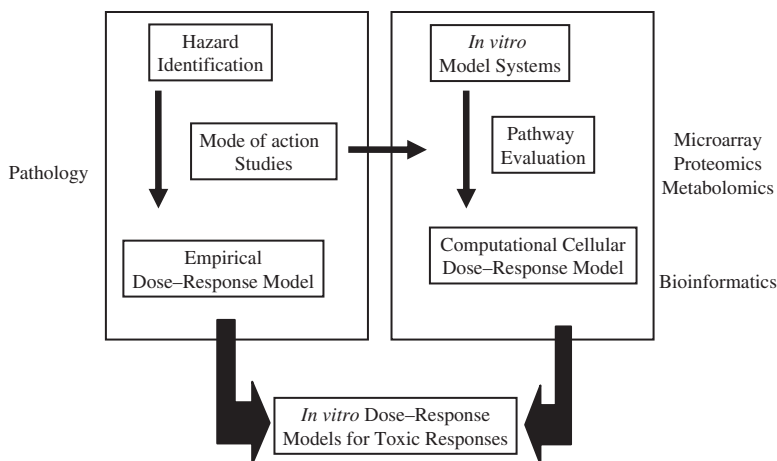 Pathology
Hazard
Identification
Mode of action
Studies
Empirical
Dose–Response Model
In vitro
Model Systems
Pathway
Evaluation
Computational Cellular
Dose–Response Model
Microarray
Proteomics
Metabolomics
Bioinformatics
In vitro Dose–Response
Models for Toxic Responses